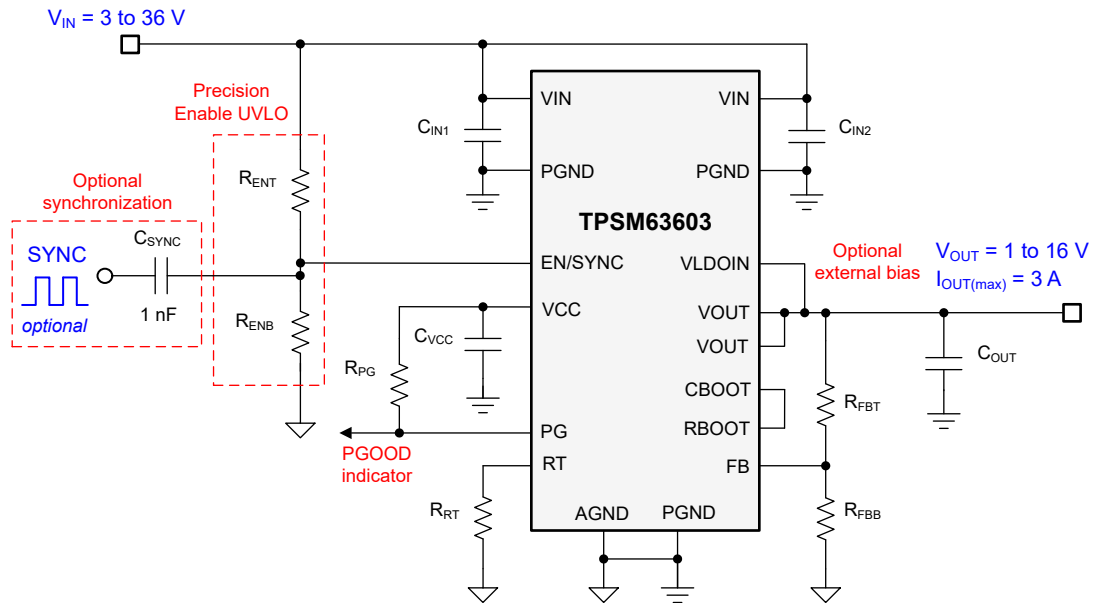 VIN = 3 to 36 V
Precision
Enable UVLO
Optional
synchronization
SYNC
optional
CSYNC
1 nF
RENT
RENB
CIN1
CIN2
VIN
VIN
PGND
PGND
TPSM63603
EN/SYNC
VLDOIN
Optional
external bias
VOUT = 1 to 16 V
IOUT(max) = 3 A
VCC
VOUT
VOUT
CVCC
COUT
RPG
CBOOT
RBOOT
RFBT
PG
PGOOD
indicator
RT
FB
RRT
RFBB
AGND
PGND